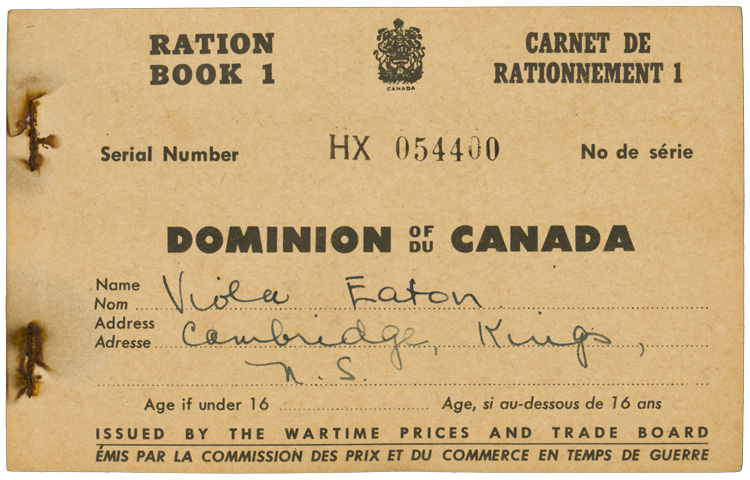 RATION BOOK 1
CANADA
CARNET DE RATIONNEMENT 1
Serial Number HX 054400 No de série
DOMINION OF DU CANADA
Name Nom Viola Eaton
Address Adresse Cambridge, Kings,
N.S.
Age if under 16 Age, si au-dessous de 16 ans
ISSUED BY THE WARTIME PRICES AND TRADE BOARD
ÉMIS PAR LA COMMISSION DES PRIX ET DU COMMERCE EN TEMPS DE GUERRE